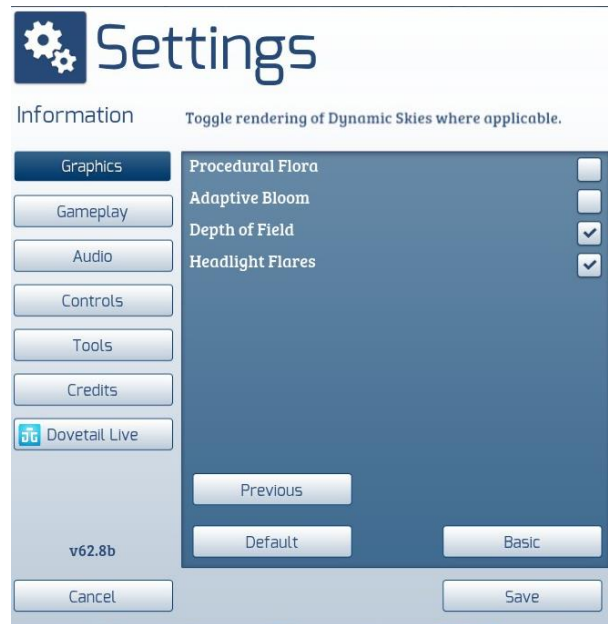 Settings
Information
Toggle rendering of Dynamic Skies where applicable.
Graphics
Gameplay
Audio
Controls
Tools
Credits
Dovetail Live
v62.8b
Cancel
Procedural Flora
Adaptive Bloom
Depth of Field
Headlight Flares
Previous
Default
Basic
Save